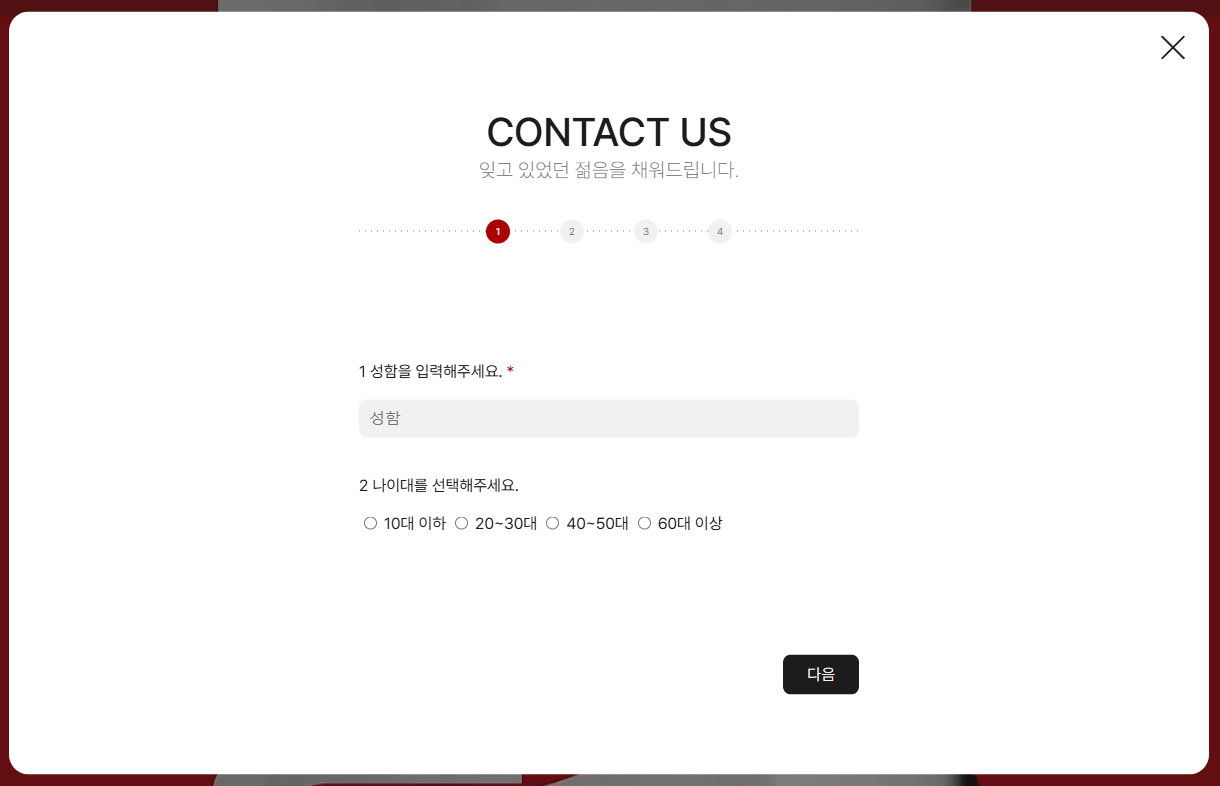 CONTACT US
잊고 있었던 젊음을 채워드립니다.
1 2 3 4
1 성함을 입력해주세요. *
성함
2 나이대를 선택해주세요.
10대 이하 20~30대 40~50대 60대 이상
다음